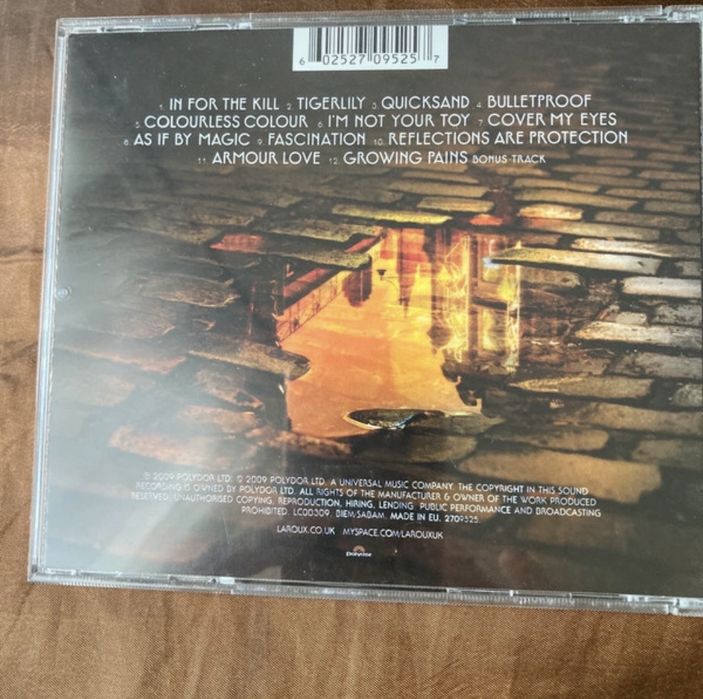 6 02527 09525 7
1. IN FOR THE KILL 2. TIGERLILY 3. QUICKSAND 4. BULLETPROOF
5. COLOURLESS COLOUR 6. I'M NOT YOUR TOY 7. COVER MY EYES
8. AS IF BY MAGIC 9. FASCINATION 10. REFLECTIONS ARE PROTECTION
11. ARMOUR LOVE 12. GROWING PAINS BONUS TRACK
℗ 2009 POLYDOR LTD. © 2009 POLYDOR LTD. A UNIVERSAL MUSIC COMPANY. THE COPYRIGHT IN THIS SOUND
RECORDING IS OWNED BY POLYDOR LTD. ALL RIGHTS OF THE MANUFACTURER & OWNER OF THE WORK PRODUCED
RESERVED. UNAUTHORISED COPYING, REPRODUCTION, HIRING, LENDING, PUBLIC PERFORMANCE AND BROADCASTING
PROHIBITED. LC00309. BIEM/SABAM. MADE IN EU. 2709525.
LAROUX.CO.UK MYSPACE.COM/LAROUXUK
Polydor